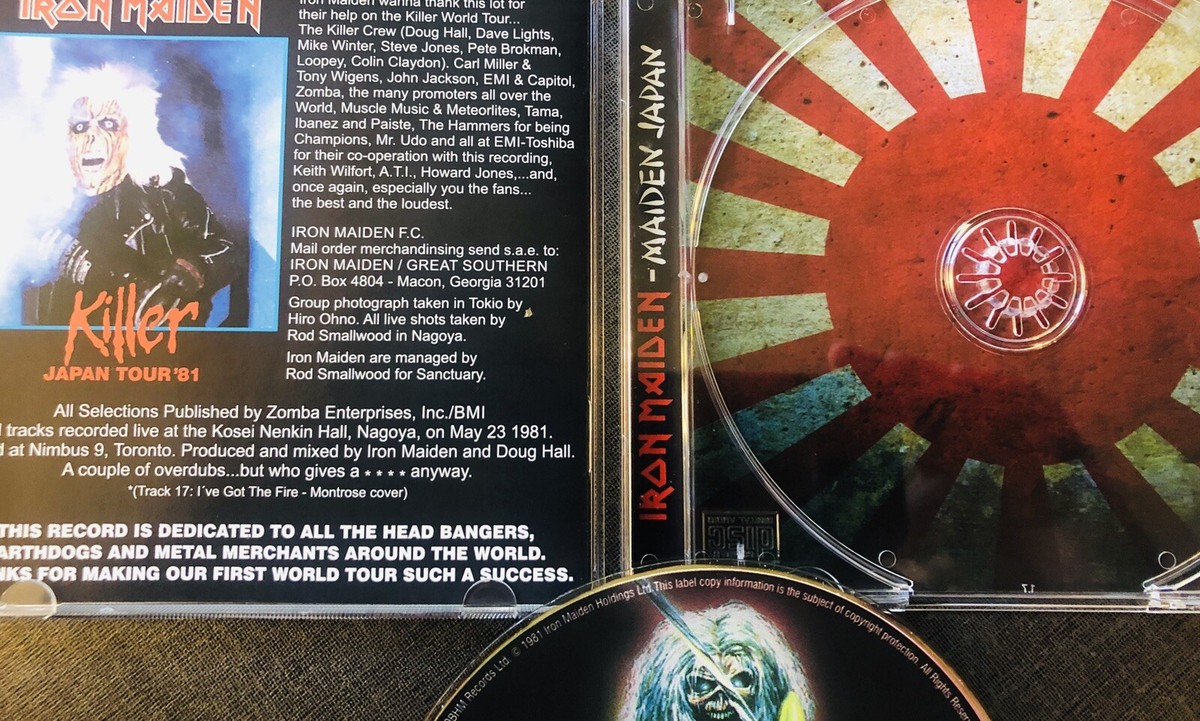 IRON MAIDEN
Iron Maiden wanna thank this lot for
their help on the Killer World Tour...
The Killer Crew (Doug Hall, Dave Lights,
Mike Winter, Steve Jones, Pete Brokman,
Loopey, Colin Claydon). Carl Miller &
Tony Wigens, John Jackson, EMI & Capitol,
Zomba, the many promoters all over the
World, Muscle Music & Meteorlites, Tama,
Ibanez and Paiste, The Hammers for being
Champions, Mr. Udo and all at EMI-Toshiba
for their co-operation with this recording,
Keith Wilfort, A.T.I., Howard Jones,...and,
once again, especially you the fans...
the best and the loudest.
IRON MAIDEN F.C.
Mail order merchandinsing send s.a.e. to:
IRON MAIDEN / GREAT SOUTHERN
P.O. Box 4804 - Macon, Georgia 31201
Group photograph taken in Tokio by
Hiro Ohno. All live shots taken by
Rod Smallwood in Nagoya.
Iron Maiden are managed by
Rod Smallwood for Sanctuary.
Killer
JAPAN TOUR '81
All Selections Published by Zomba Enterprises, Inc./BMI
tracks recorded live at the Kosei Nenkin Hall, Nagoya, on May 23 1981.
d at Nimbus 9, Toronto. Produced and mixed by Iron Maiden and Doug Hall.
A couple of overdubs...but who gives a * * * * anyway.
*(Track 17: I´ve Got The Fire - Montrose cover)
THIS RECORD IS DEDICATED TO ALL THE HEAD BANGERS,
ARTHDOGS AND METAL MERCHANTS AROUND THE WORLD.
NKS FOR MAKING OUR FIRST WORLD TOUR SUCH A SUCCESS.
IRON MAIDEN - MAIDEN JAPAN
disc
17
BHM Records Ltd. © 1981 Iron Maiden Holdings Ltd. This label copy information is the subject of copyright protection. All Rights Rese